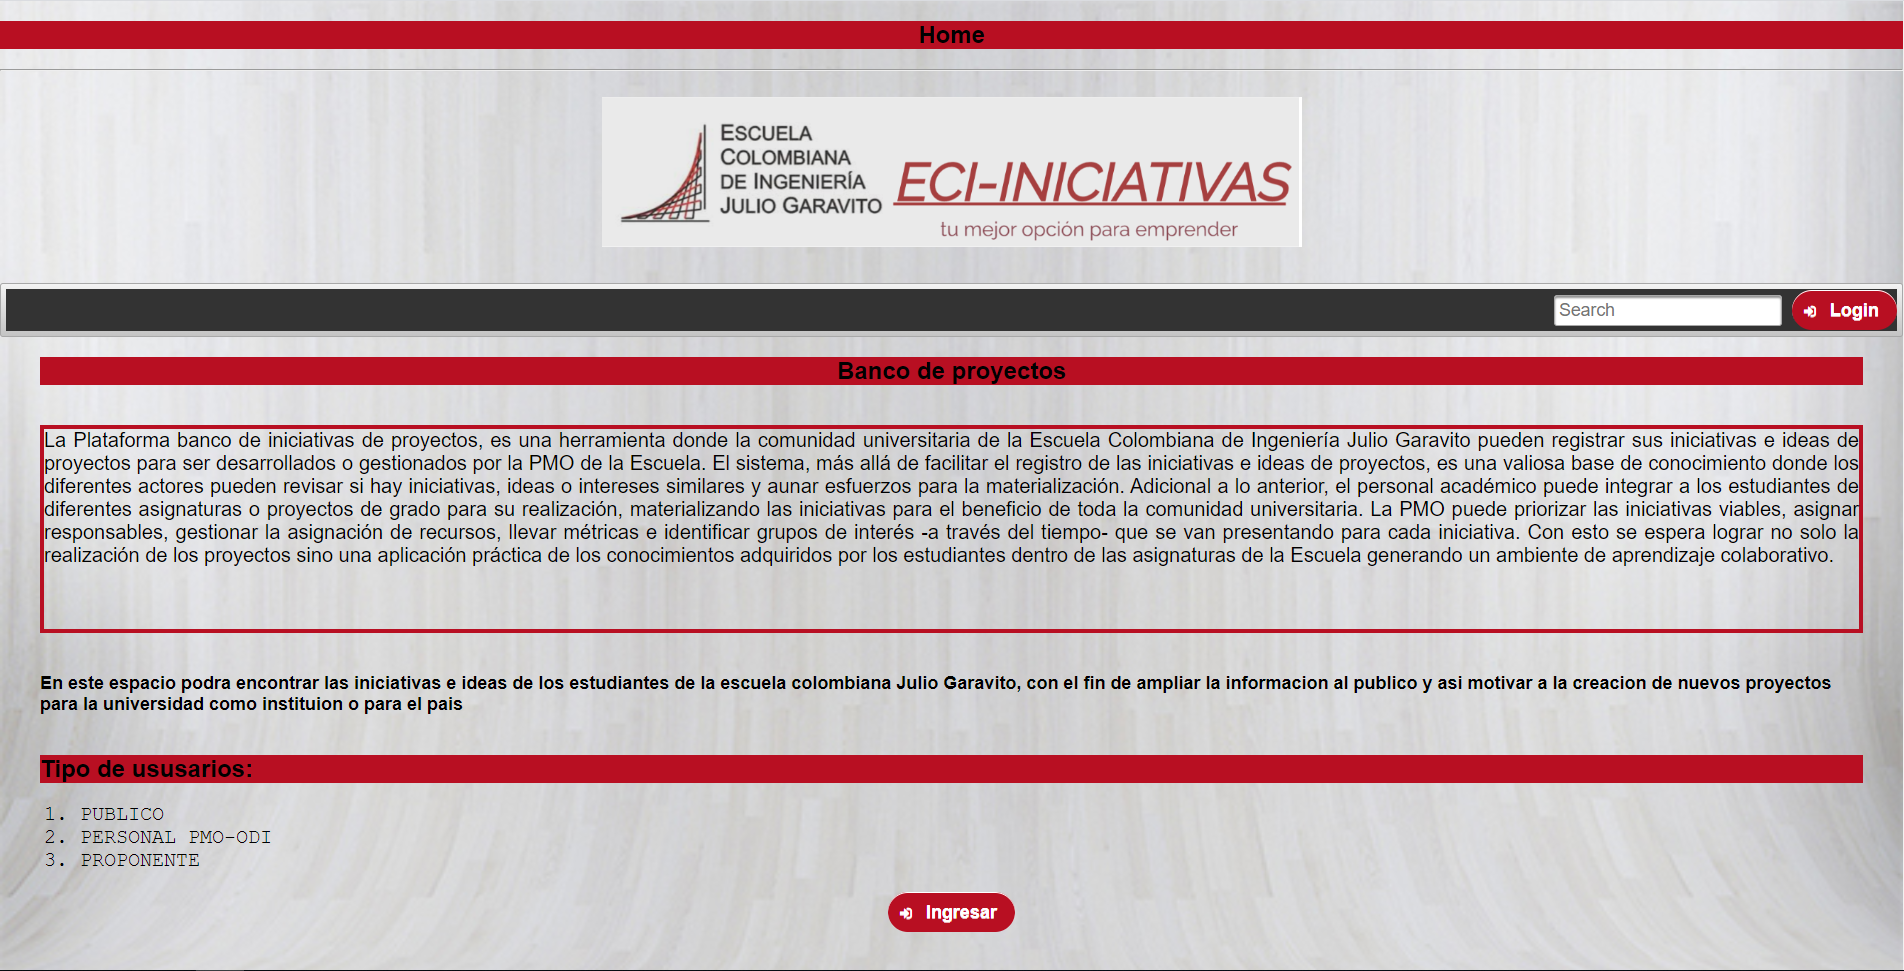 Home
ESCUELA
COLOMBIANA
DE INGENIERÍA
JULIO GARAVITO
ECI-INICIATIVAS
tu mejor opción para emprender
Search
Login
Banco de proyectos
La Plataforma banco de iniciativas de proyectos, es una herramienta donde la comunidad universitaria de la Escuela Colombiana de Ingeniería Julio Garavito pueden registrar sus iniciativas e ideas de
proyectos para ser desarrollados o gestionados por la PMO de la Escuela. El sistema, más allá de facilitar el registro de las iniciativas e ideas de proyectos, es una valiosa base de conocimiento donde los
diferentes actores pueden revisar si hay iniciativas, ideas o intereses similares y aunar esfuerzos para la materialización. Adicional a lo anterior, el personal académico puede integrar a los estudiantes de
diferentes asignaturas o proyectos de grado para su realización, materializando las iniciativas para el beneficio de toda la comunidad universitaria. La PMO puede priorizar las iniciativas viables, asignar
responsables, gestionar la asignación de recursos, llevar métricas e identificar grupos de interés -a través del tiempo- que se van presentando para cada iniciativa. Con esto se espera lograr no solo la
realización de los proyectos sino una aplicación práctica de los conocimientos adquiridos por los estudiantes dentro de las asignaturas de la Escuela generando un ambiente de aprendizaje colaborativo.
En este espacio podra encontrar las iniciativas e ideas de los estudiantes de la escuela colombiana Julio Garavito, con el fin de ampliar la informacion al publico y asi motivar a la creacion de nuevos proyectos
para la universidad como instituion o para el pais
Tipo de ususarios:
1. PUBLICO
2. PERSONAL PMO-ODI
3. PROPONENTE
Ingresar